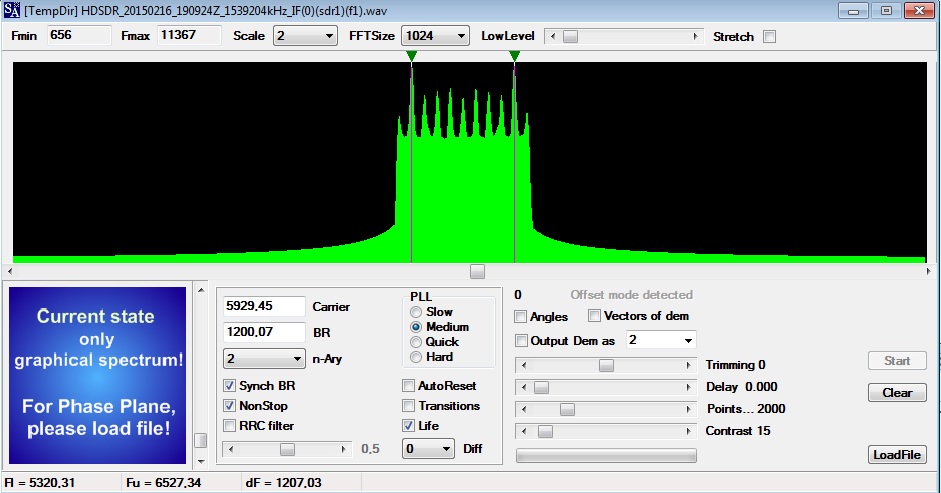 SA [TempDir] HDSDR_20150216_190924Z_1539204kHz_IF(0)(sdr1)(f1).wav
Fmin 656 Fmax 11367 Scale 2 FFTSize 1024 LowLevel Stretch
Current state
only
graphical spectrum!
For Phase Plane,
please load file!
5929,45 Carrier
1200,07 BR
2 n-Ary
Synch BR
NonStop
RRC filter
0,5
PLL
Slow
Medium
Quick
Hard
AutoReset
Transitions
Life
0 Diff
0 Offset mode detected
Angles Vectors of dem
Output Dem as 2
Trimming 0
Delay 0.000
Points... 2000
Contrast 15
Start
Clear
LoadFile
Fl = 5320,31 Fu = 6527,34 dF = 1207,03